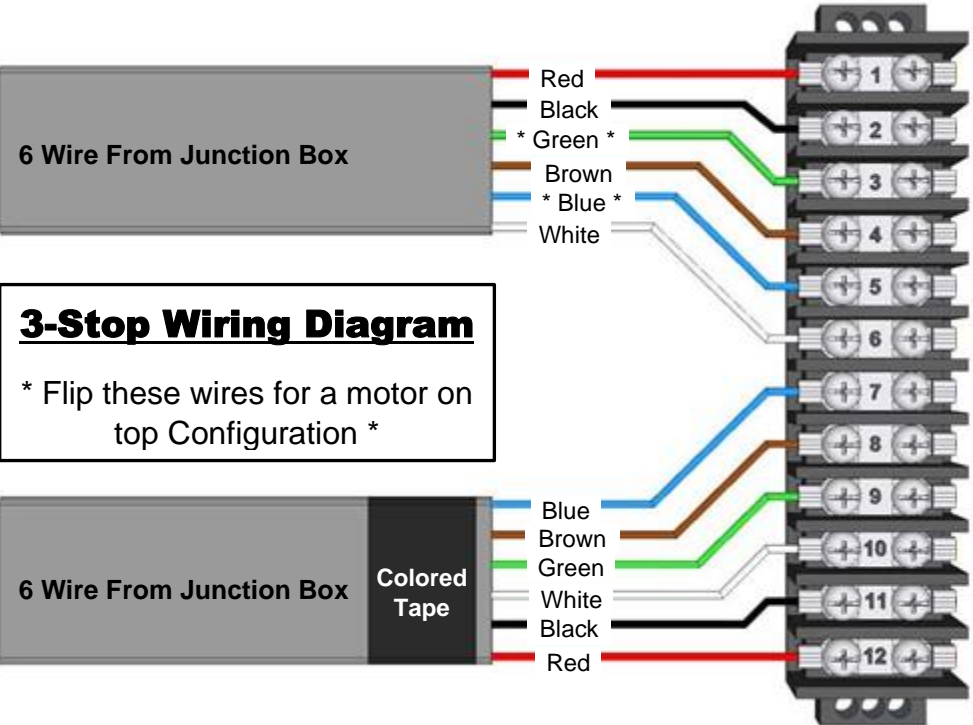 6 Wire From Junction Box
Red
Black
* Green *
Brown
* Blue *
White
3-Stop Wiring Diagram
* Flip these wires for a motor on
top Configuration *
6 Wire From Junction Box
Colored
Tape
Blue
Brown
Green
White
Black
Red
1
2
3
4
5
6
7
8
9
10
11
12